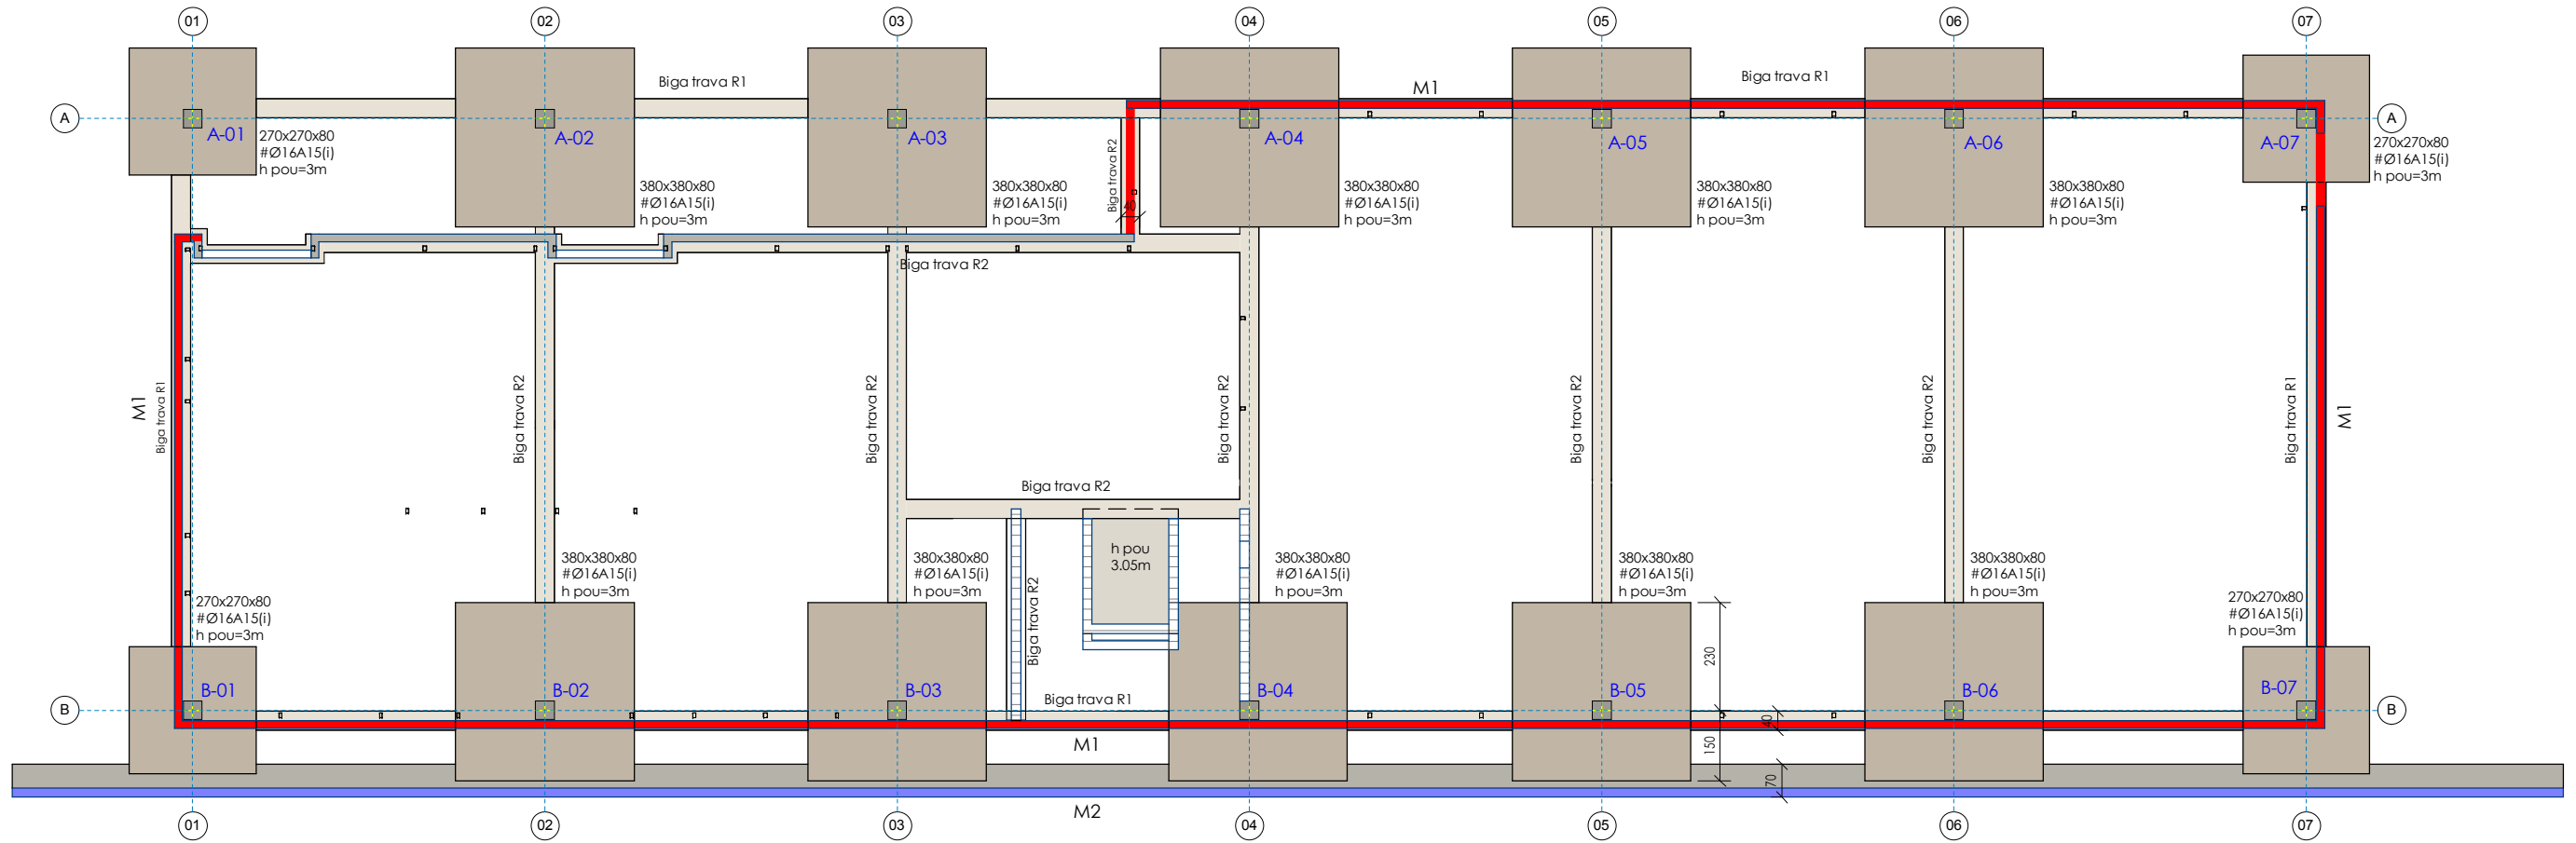 01
02
03
04
05
06
07
Biga trava R1
M1
Biga trava R1
A
A
A-01
A-02
A-03
A-04
A-05
A-06
A-07
270x270x80
#Ø16A15(i)
h pou=3m
380x380x80
#Ø16A15(i)
h pou=3m
380x380x80
#Ø16A15(i)
h pou=3m
Biga trava R2
40
380x380x80
#Ø16A15(i)
h pou=3m
380x380x80
#Ø16A15(i)
h pou=3m
380x380x80
#Ø16A15(i)
h pou=3m
270x270x80
#Ø16A15(i)
h pou=3m
Biga trava R2
M1
Biga trava R1
Biga trava R2
Biga trava R2
Biga trava R2
Biga trava R2
Biga trava R2
Biga trava R1
M1
Biga trava R2
h pou
3.05m
Biga trava R2
270x270x80
#Ø16A15(i)
h pou=3m
380x380x80
#Ø16A15(i)
h pou=3m
380x380x80
#Ø16A15(i)
h pou=3m
380x380x80
#Ø16A15(i)
h pou=3m
380x380x80
#Ø16A15(i)
h pou=3m
380x380x80
#Ø16A15(i)
h pou=3m
270x270x80
#Ø16A15(i)
h pou=3m
230
B
B
B-01
B-02
B-03
Biga trava R1
B-04
B-05
B-06
B-07
40
150
M1
70
M2
01
02
03
04
05
06
07